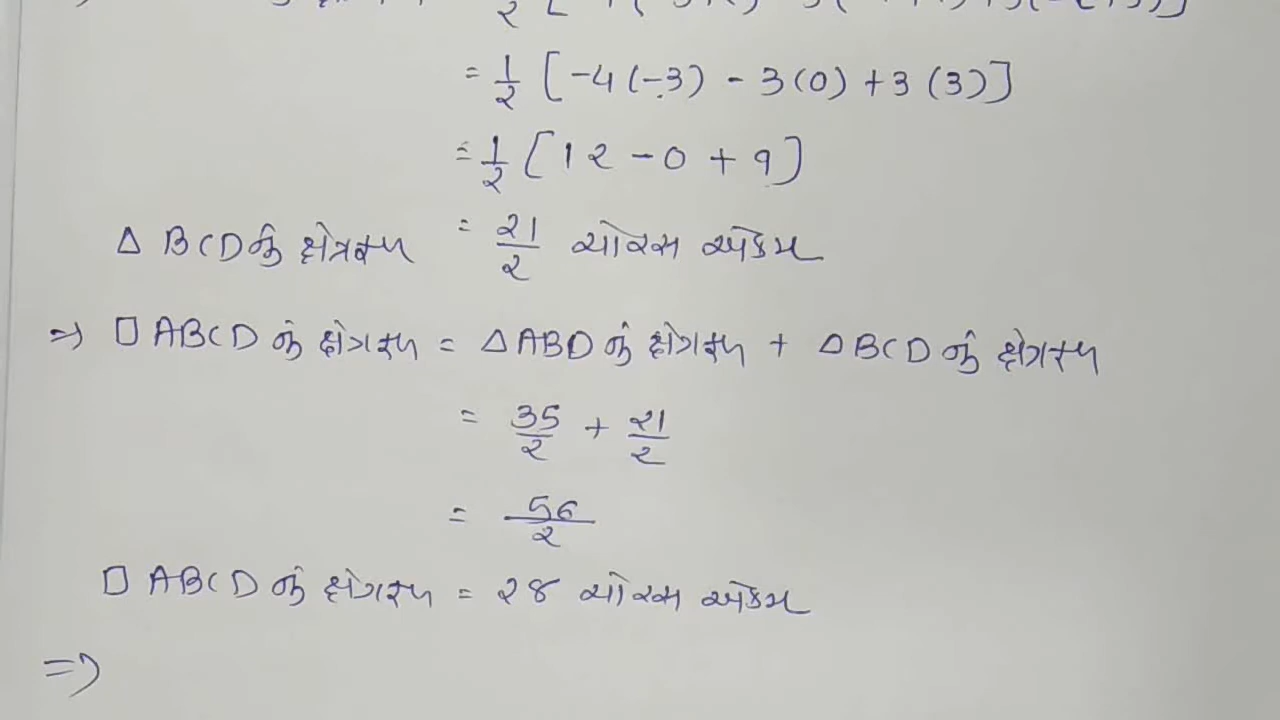 = 1/2 [-4(-3) - 3(0) + 3(3)]
= 1/2 [12 - 0 + 9]
△ BCDનું ક્ષેત્રફળ = 21/2 ચોરસ એકમ
⇒ □ ABCD નું ક્ષેત્રફળ = △ABD નું ક્ષેત્રફળ + △BCD નું ક્ષેત્રફળ
= 35/2 + 21/2
= 56/2
□ ABCD નું ક્ષેત્રફળ = 28 ચોરસ એકમ
⇒